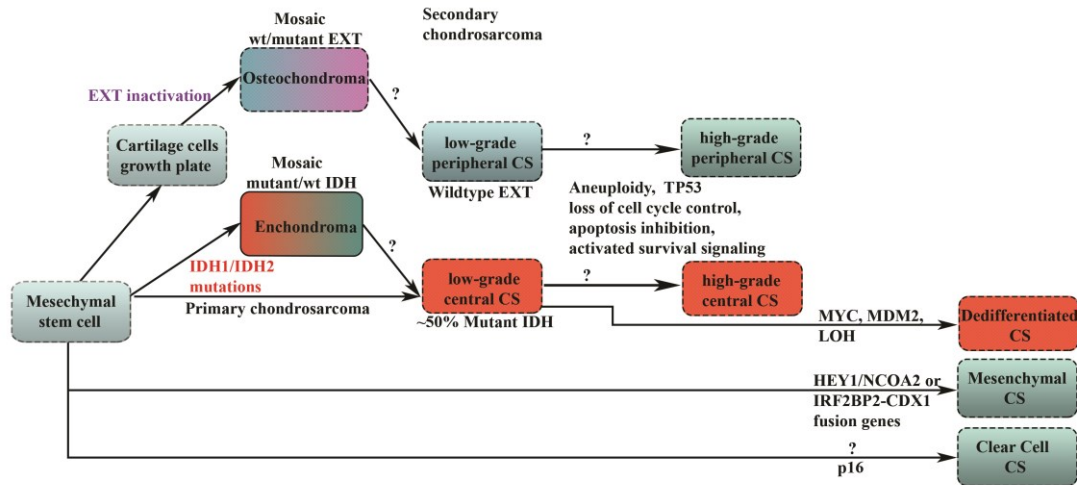 Secondary
chondrosarcoma
Mosaic
wt/mutant EXT
Osteochondroma
?
EXT inactivation
Cartilage cells
growth plate
low-grade
peripheral CS
?
high-grade
peripheral CS
Wildtype EXT
Mosaic
mutant/wt IDH
Enchondroma
?
Aneuploidy, TP53
loss of cell cycle control,
apoptosis inhibition,
activated survival signaling
IDH1/IDH2
mutations
Mesechymal
stem cell
Primary chondrosarcoma
low-grade
central CS
?
high-grade
central CS
~50% Mutant IDH
MYC, MDM2,
LOH
Dedifferentiated
CS
HEY1/NCOA2 or
IRF2BP2-CDX1
fusion genes
Mesenchymal
CS
?
p16
Clear Cell
CS